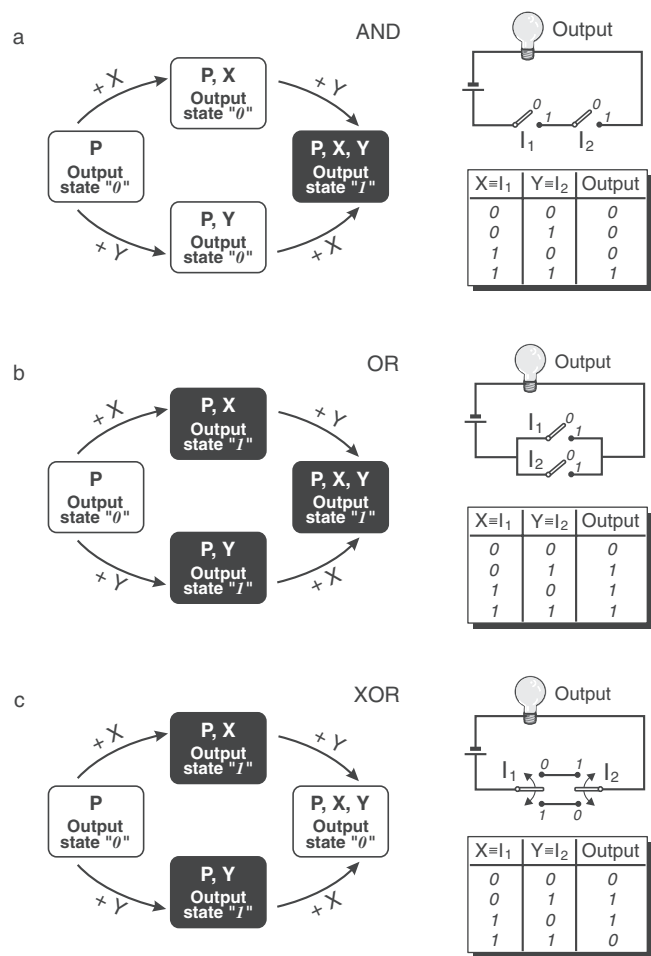 a
AND
+ X
P, X
Output
state "0"
+ Y
P
Output
state "0"
P, X, Y
Output
state "1"
+ Y
P, Y
Output
state "0"
+ X
Output
0
1
0
1
I1
I2
X≡I1 Y≡I2 Output
0 0 0
0 1 0
1 0 0
1 1 1
b
OR
+ X
P, X
Output
state "1"
+ Y
P
Output
state "0"
P, X, Y
Output
state "1"
+ Y
P, Y
Output
state "1"
+ X
Output
I1
0
1
I2
0
1
X≡I1 Y≡I2 Output
0 0 0
0 1 1
1 0 1
1 1 1
c
XOR
+ X
P, X
Output
state "1"
+ Y
P
Output
state "0"
P, X, Y
Output
state "0"
+ Y
P, Y
Output
state "1"
+ X
Output
I1
0 1
I2
1 0
X≡I1 Y≡I2 Output
0 0 0
0 1 1
1 0 1
1 1 0